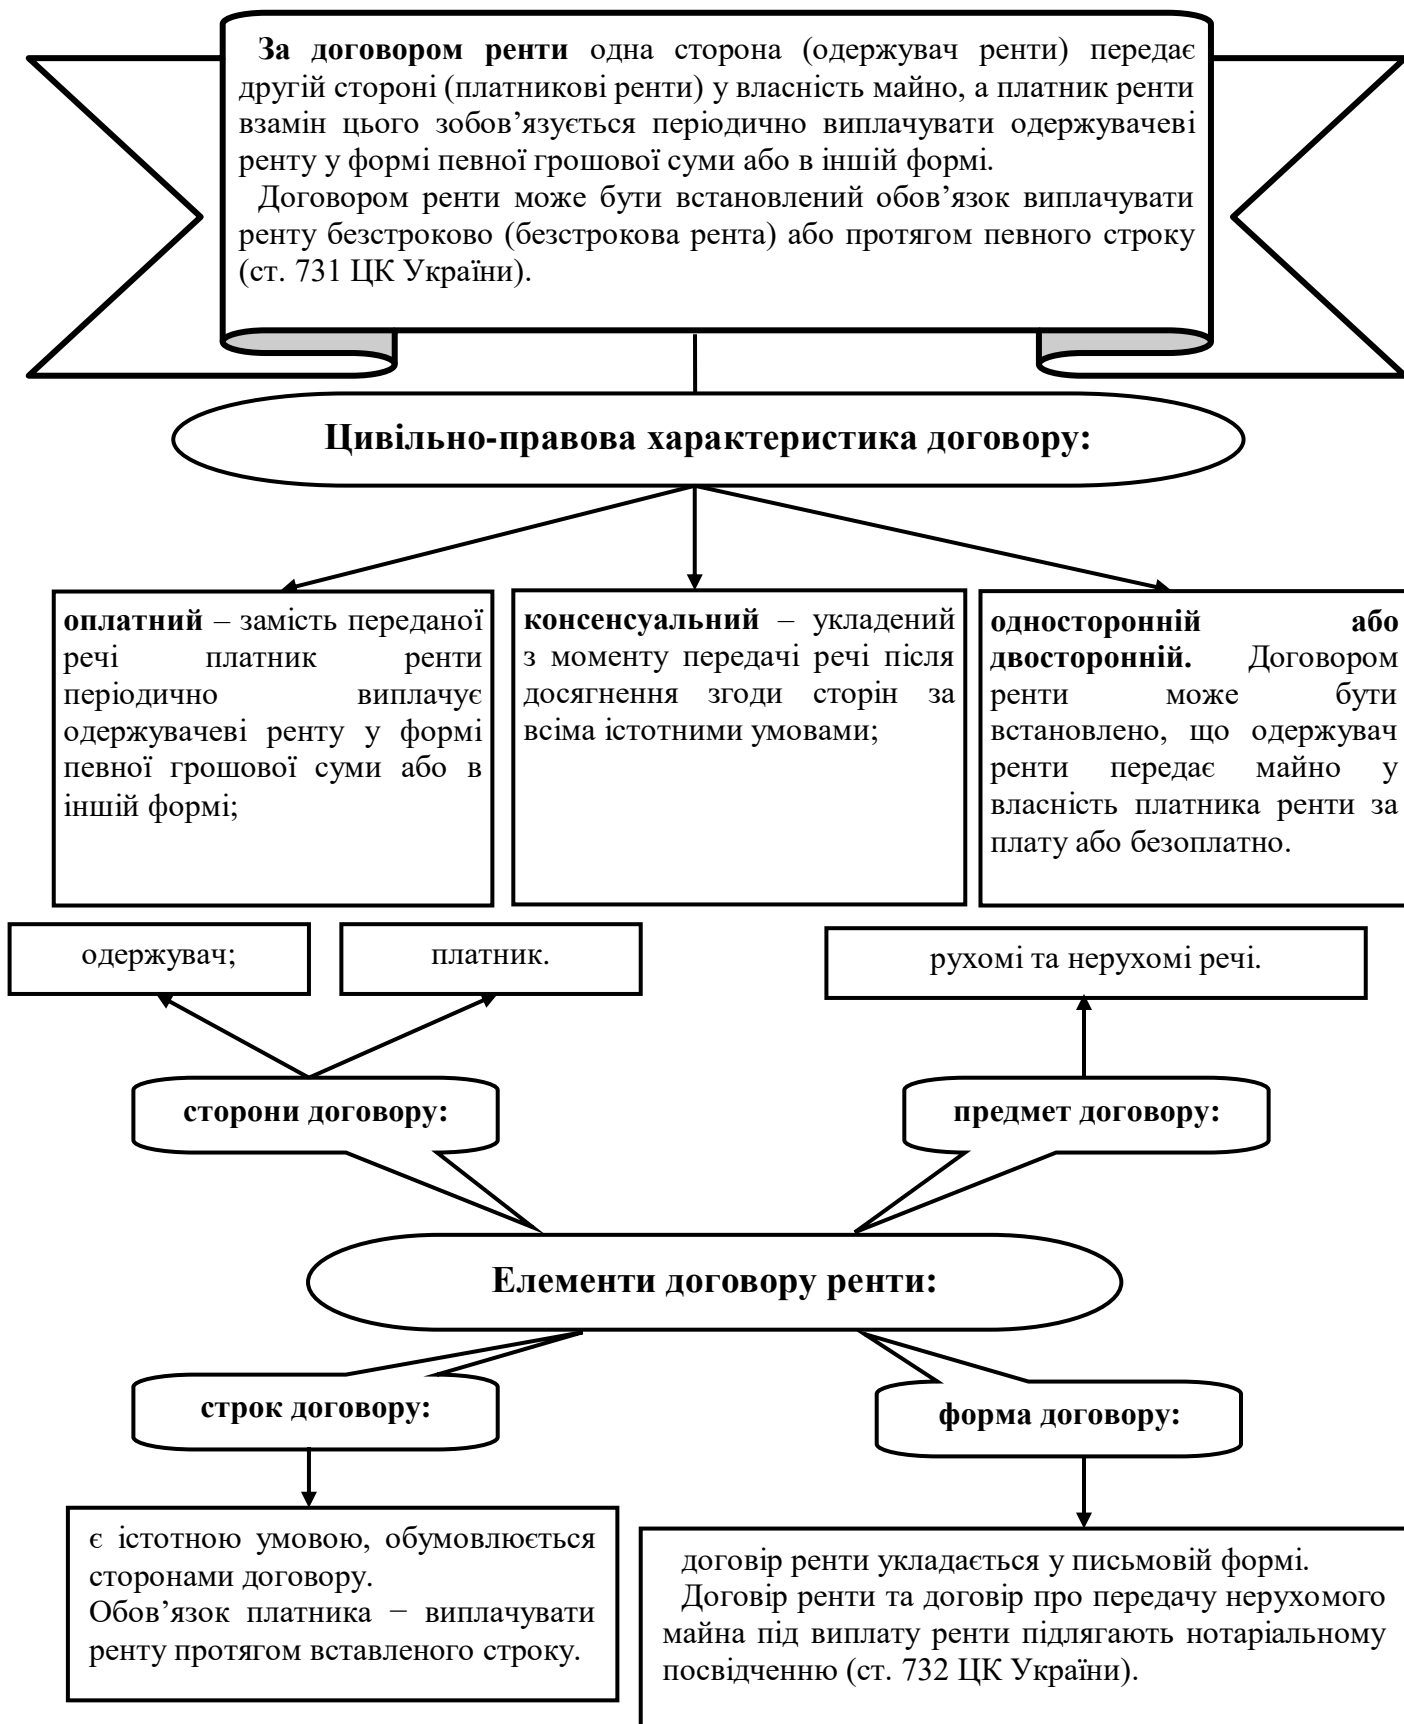 За договором ренти одна сторона (одержувач ренти) передає
другій стороні (платникові ренти) у власність майно, а платник ренти
взамін цього зобов’язується періодично виплачувати одержувачеві
ренту у формі певної грошової суми або в іншій формі.
Договором ренти може бути встановлений обов’язок виплачувати
ренту безстроково (безстрокова рента) або протягом певного строку
(ст. 731 ЦК України).
Цивільно-правова характеристика договору:
оплатний – замість переданої
речі платник ренти
періодично виплачує
одержувачеві ренту у формі
певної грошової суми або в
іншій формі;
консенсуальний – укладений
з моменту передачі речі після
досягнення згоди сторін за
всіма істотними умовами;
односторонній або
двосторонній. Договором
ренти може бути
встановлено, що одержувач
ренти передає майно у
власність платника ренти за
плату або безоплатно.
одержувач;
платник.
рухомі та нерухомі речі.
сторони договору:
предмет договору:
Елементи договору ренти:
строк договору:
форма договору:
є істотною умовою, обумовлюється
сторонами договору.
Обов’язок платника − виплачувати
ренту протягом вставленого строку.
договір ренти укладається у письмовій формі.
Договір ренти та договір про передачу нерухомого
майна під виплату ренти підлягають нотаріальному
посвідченню (ст. 732 ЦК України).